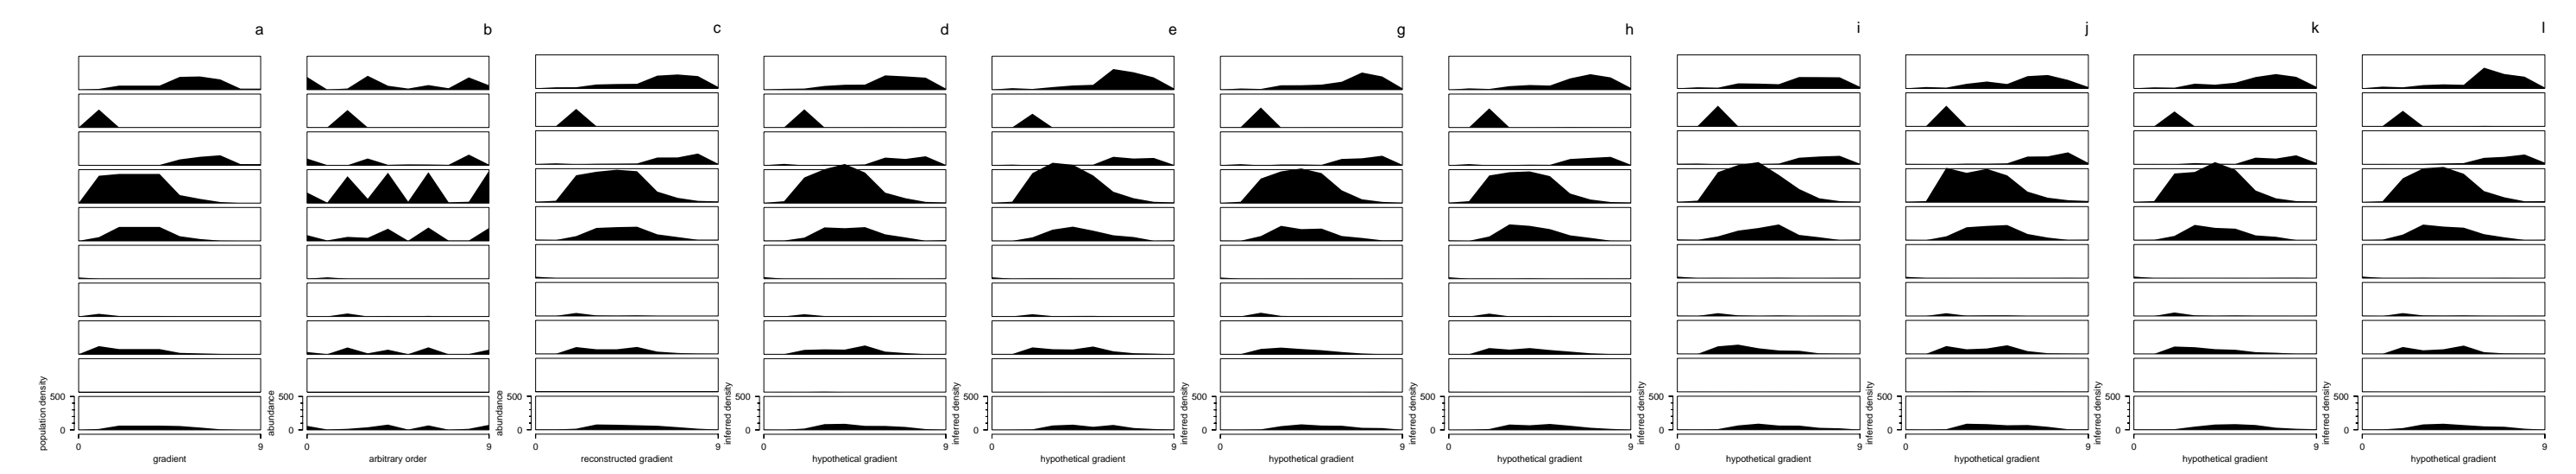 a b c d e g h i j k l
population density
abundance
abundance
inferred density
inferred density
inferred density
inferred density
inferred density
inferred density
inferred density
inferred density
500 500 500 500 500 500 500 500 500 500 500
0 0 0 0 0 0 0 0 0 0 0
0 9 0 9 0 9 0 9 0 9 0 9 0 9 0 9 0 9 0 9 0 9
gradient arbitrary order reconstructed gradient hypothetical gradient hypothetical gradient hypothetical gradient hypothetical gradient hypothetical gradient hypothetical gradient hypothetical gradient hypothetical gradient